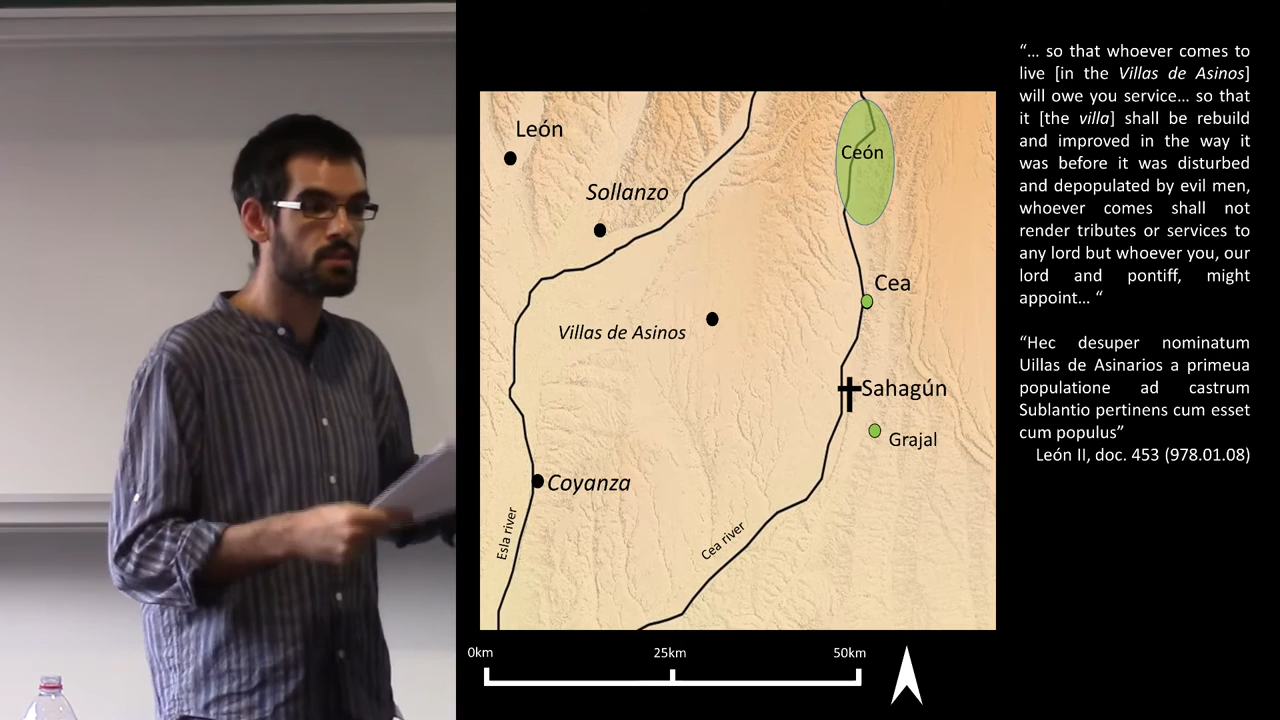 León
Sollanzo
Ceón
Cea
Villas de Asinos
Sahagún
Grajal
Coyanza
Esla river
Cea river
0km
25km
50km
“… so that whoever comes to
live [in the Villas de Asinos]
will owe you service… so that
it [the villa] shall be rebuild
and improved in the way it
was before it was disturbed
and depopulated by evil men,
whoever comes shall not
render tributes or services to
any lord but whoever you, our
lord and pontiff, might
appoint… “
“Hec desuper nominatum
Uillas de Asinarios a primeua
populatione ad castrum
Sublantio pertinens cum esset
cum populus”
León II, doc. 453 (978.01.08)